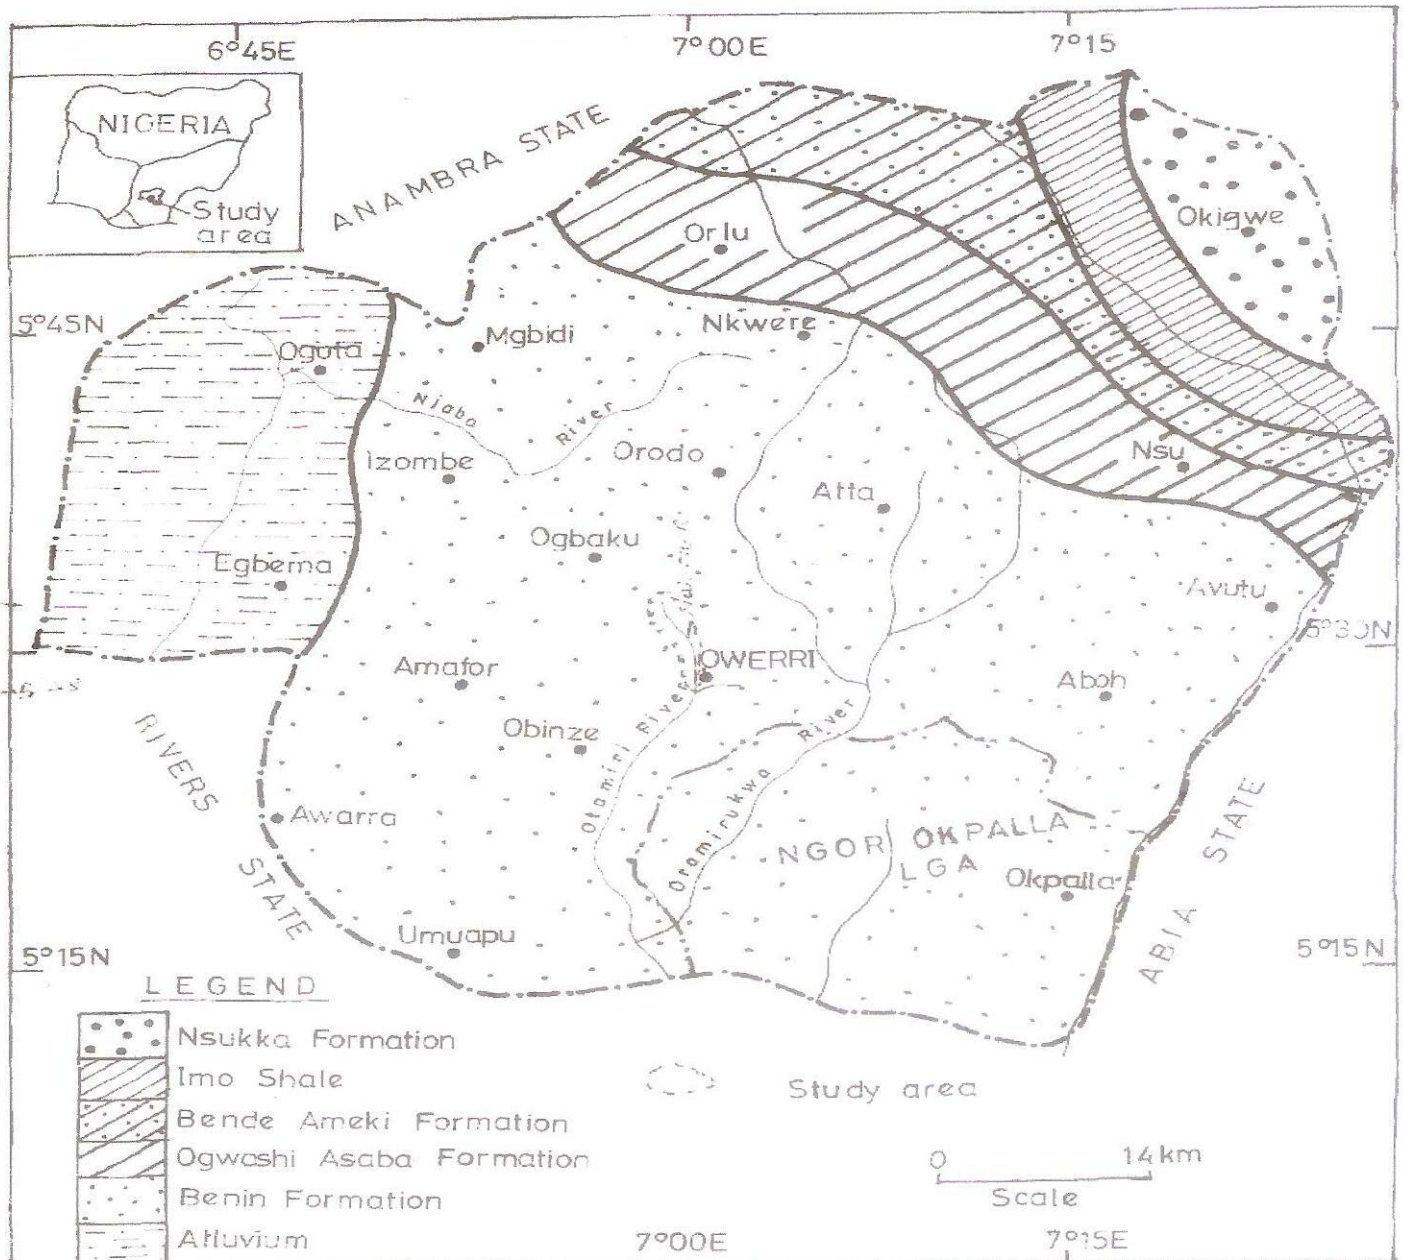 6°45E 7°00E 7°15
NIGERIA
Study
area
ANAMBRA STATE
Okigwe
Orlu
5°45N
Mgbidi
Nkwere
Oguta
Njaba
River
Izombe
Orodo
Nsu
Atta
Ogbaku
Egbema
Avutu
5°30N
OWERRI
Amafor
Aboh
Otamiri River
Obinze
River
Oramirukwa
RIVERS
STATE
Awarra
NGOR OKPALLA
LGA
Okpalla
ABIA STATE
Umuapu
5°15N
5°15N
LEGEND
Nsukka Formation
Imo Shale
Bende Ameki Formation
Ogwashi Asaba Formation
Benin Formation
Alluvium
Study area
0 14km
Scale
7°00E 7°15E